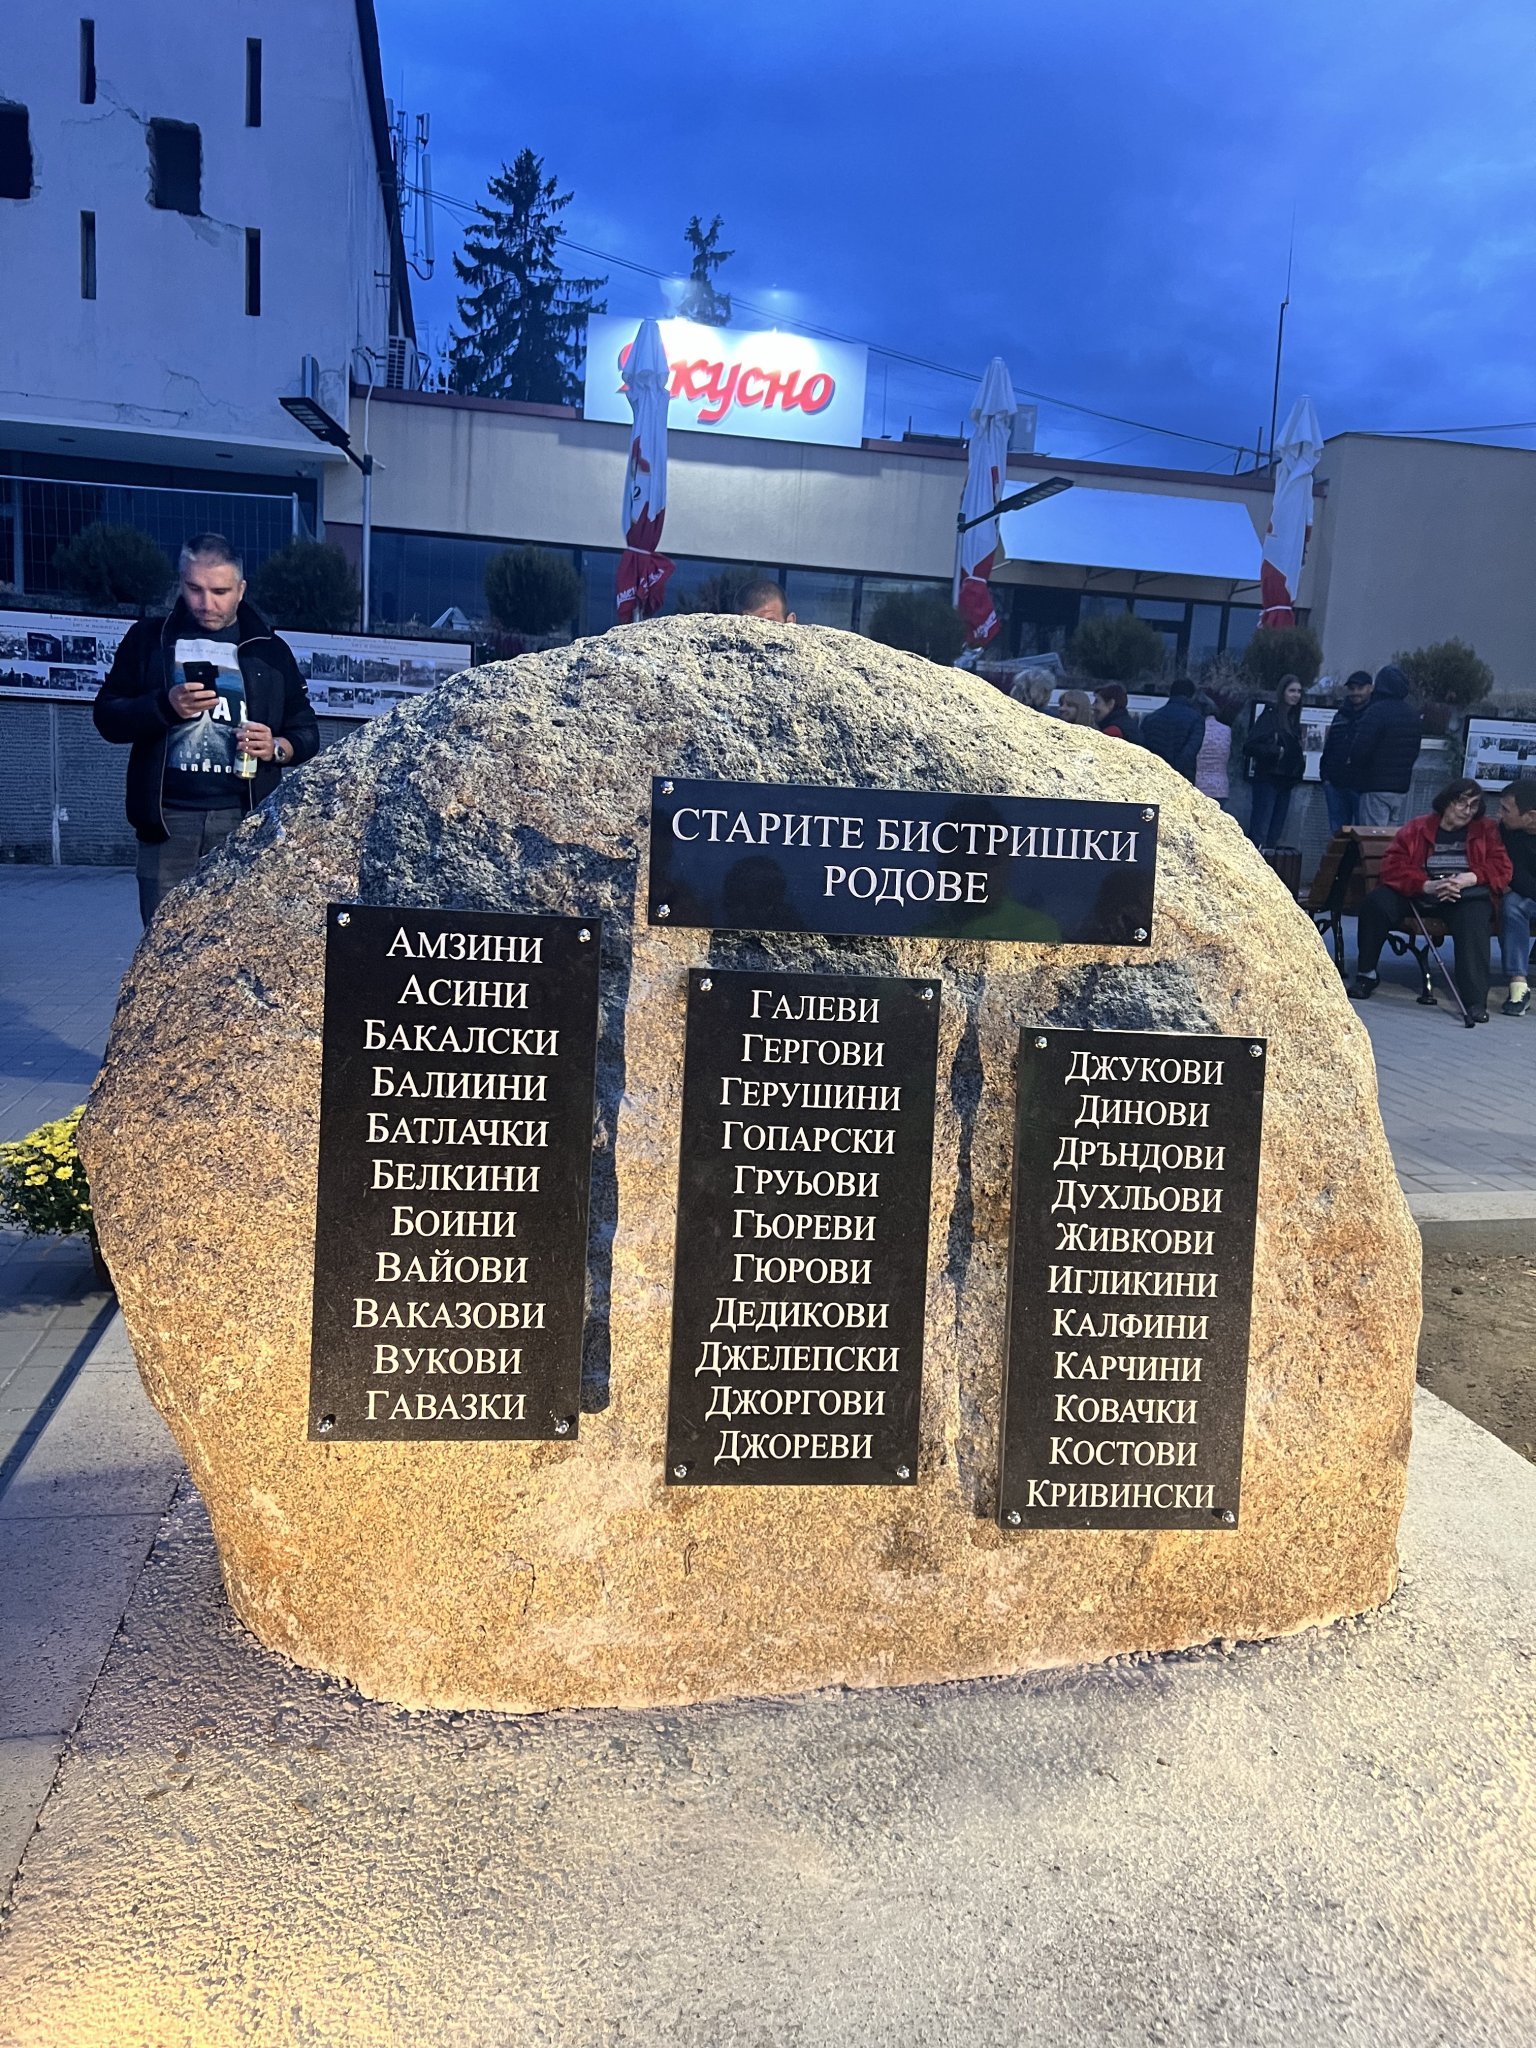 Вкусно
СТАРИТЕ БИСТРИШКИ
РОДОВЕ
АМЗИНИ
АСИНИ
БАКАЛСКИ
БАЛИИНИ
БАТЛАЧКИ
БЕЛКИНИ
БОИНИ
ВАЙОВИ
ВАКАЗОВИ
ВУКОВИ
ГАВАЗКИ
ГАЛЕВИ
ГЕРГОВИ
ГЕРУШИНИ
ГОПАРСКИ
ГРУЬОВИ
ГЬОРЕВИ
ГЮРОВИ
ДЕДИКОВИ
ДЖЕЛЕПСКИ
ДЖОРГОВИ
ДЖОРЕВИ
ДЖУКОВИ
ДИНОВИ
ДРЪНДОВИ
ДУХЛЬОВИ
ЖИВКОВИ
ИГЛИКИНИ
КАЛФИНИ
КАРЧИНИ
КОВАЧКИ
КОСТОВИ
КРИВИНСКИ